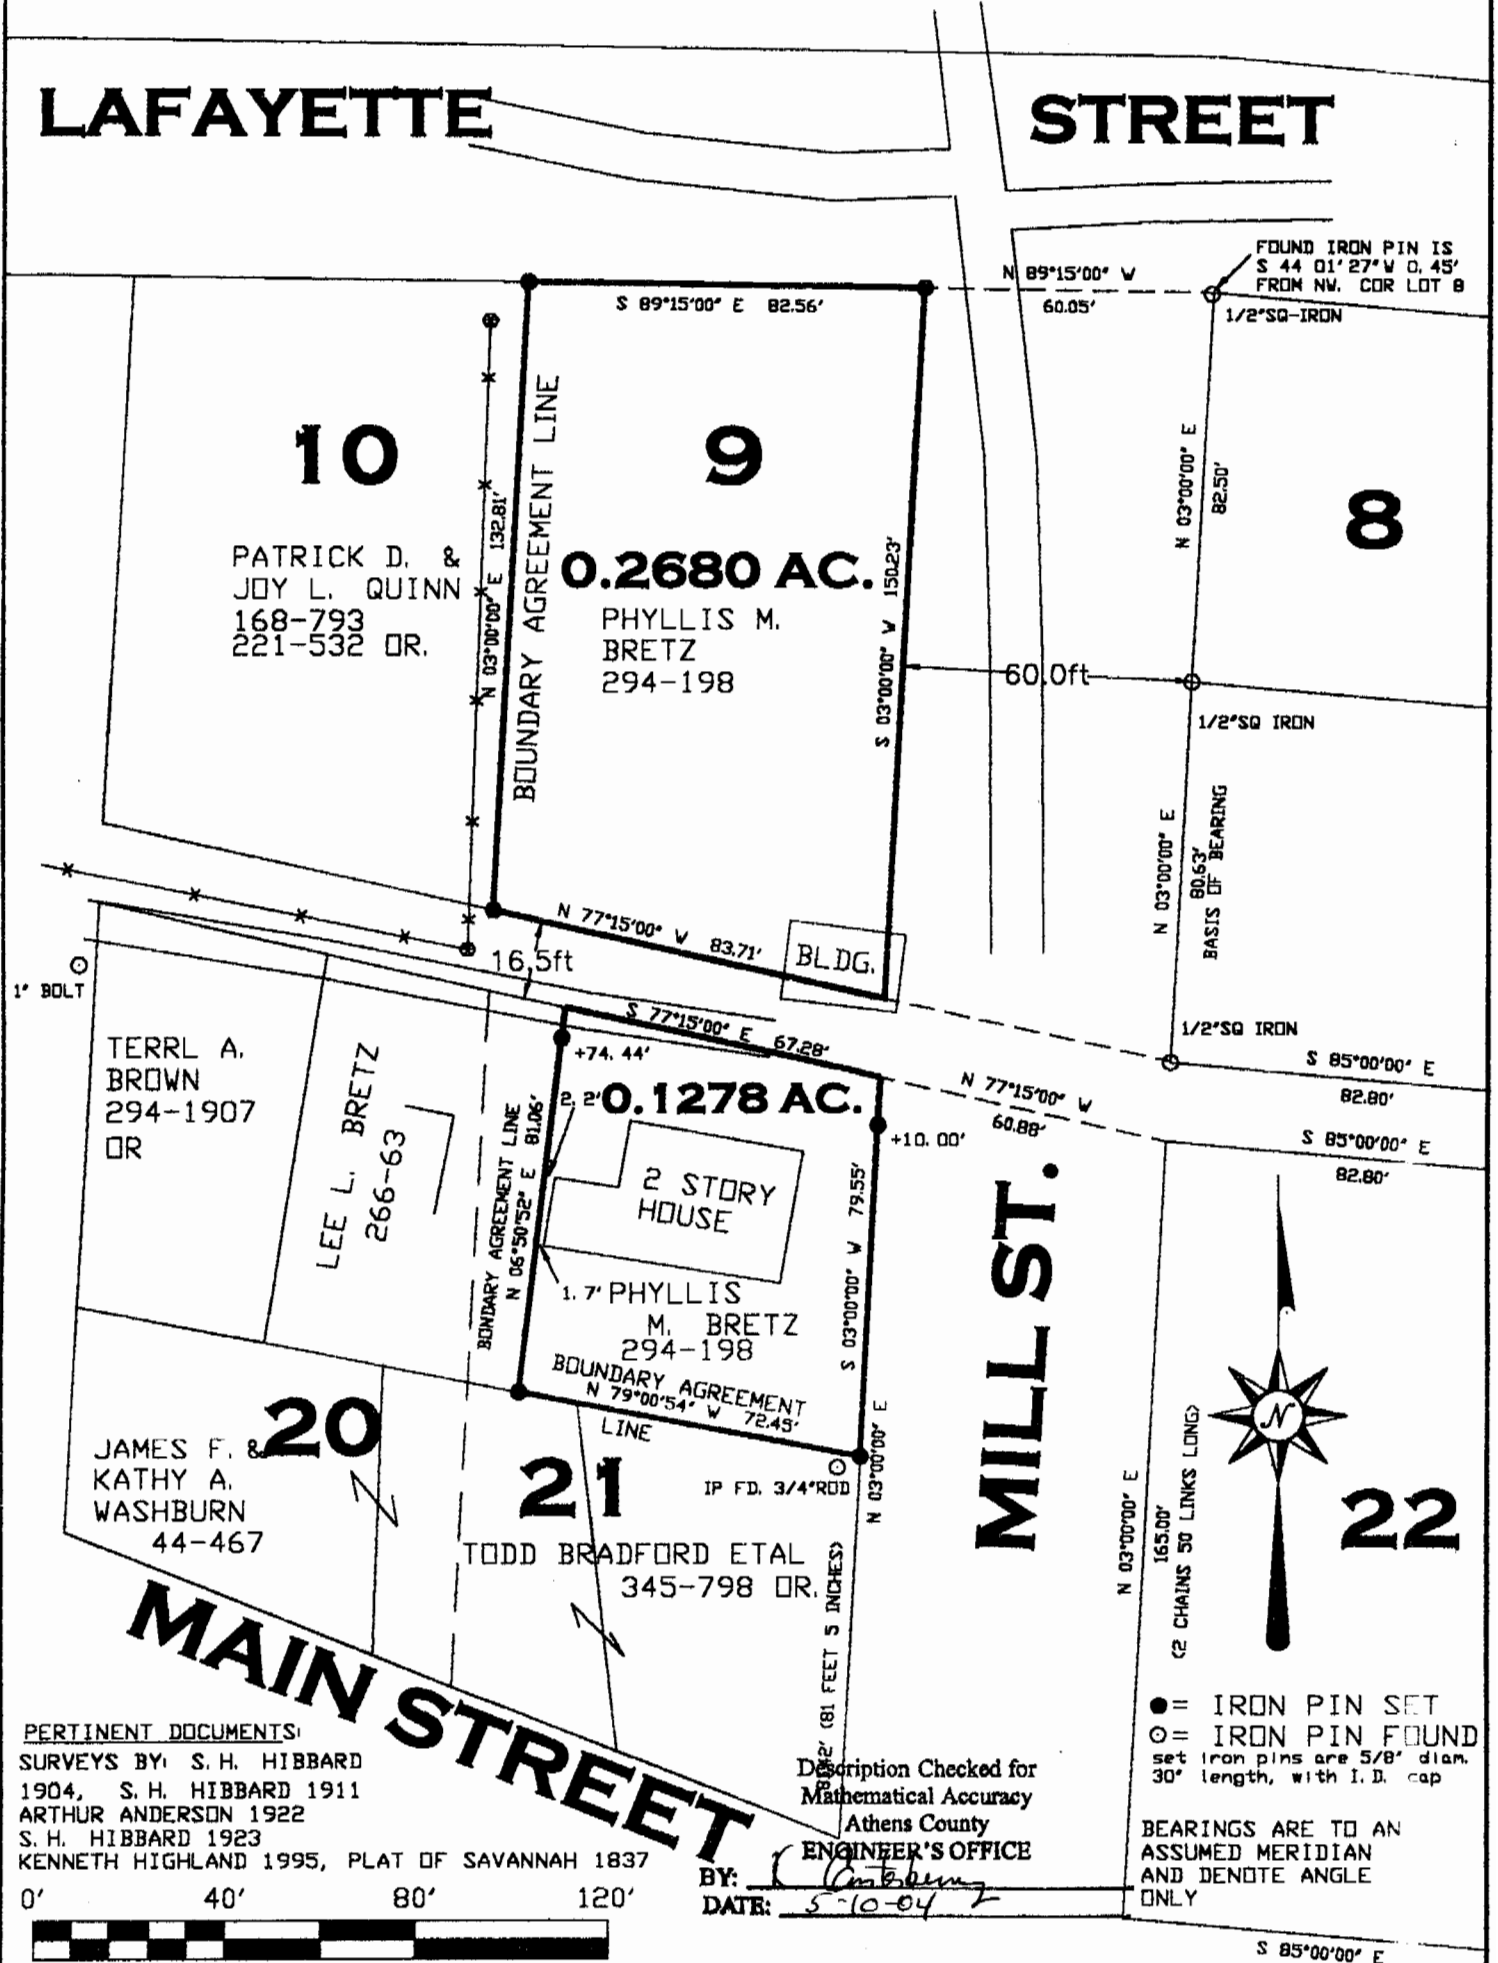 LAFAYETTE STREET
FOUND IRON PIN IS
S 44 01'27" W 0.45'
FROM NW. COR LOT 8
N 89°15'00" W
60.05'
1/2"SQ-IRON
S 89°15'00" E 82.56'
10
9
8
BOUNDARY AGREEMENT LINE
N 03°00'00" E 132.81'
PATRICK D. &
JOY L. QUINN
168-793
221-532 OR.
0.2680 AC.
PHYLLIS M.
BRETZ
294-198
S 03°00'00" W 150.23'
N 03°00'00" E
82.50'
60.0ft
1/2"SQ IRON
N 03°00'00" E
80.63'
BASIS OF BEARING
N 77°15'00" W 83.71'
BLDG.
16.5ft
1" BOLT
1/2"SQ IRON
S 77°15'00" E 67.28'
S 85°00'00" E
82.80'
+74.44'
N 77°15'00" W
60.88'
TERRL A.
BROWN
294-1907
OR
LEE L. BRETZ
266-63
2.2'
0.1278 AC.
+10.00'
S 85°00'00" E
82.80'
BONDARY AGREEMENT LINE
N 06°50'52" E 81.06'
2 STORY
HOUSE
S 03°00'00" W 79.55'
1.7'
PHYLLIS
M. BRETZ
294-198
BOUNDARY AGREEMENT
N 79°00'54" W 72.45'
LINE
MILL ST.
N
20
JAMES F. &
KATHY A.
WASHBURN
44-467
21
IP FD. 3/4"ROD
N 03°00'00" E
(81 FEET 5 INCHES)
TODD BRADFORD ETAL
345-798 OR.
N 03°00'00" E
165.00'
(2 CHAINS 50 LINKS LONG)
22
MAIN STREET
= IRON PIN SET
= IRON PIN FOUND
set iron pins are 5/8" diam.
30" length, with I.D. cap
PERTINENT DOCUMENTS:
SURVEYS BY: S.H. HIBBARD
1904, S.H. HIBBARD 1911
ARTHUR ANDERSON 1922
S.H. HIBBARD 1923
KENNETH HIGHLAND 1995, PLAT OF SAVANNAH 1837
Description Checked for
Mathematical Accuracy
Athens County
ENGINEER'S OFFICE
BY:
DATE: 5-10-04
BEARINGS ARE TO AN
ASSUMED MERIDIAN
AND DENOTE ANGLE
ONLY
0' 40' 80' 120'
S 85°00'00" E